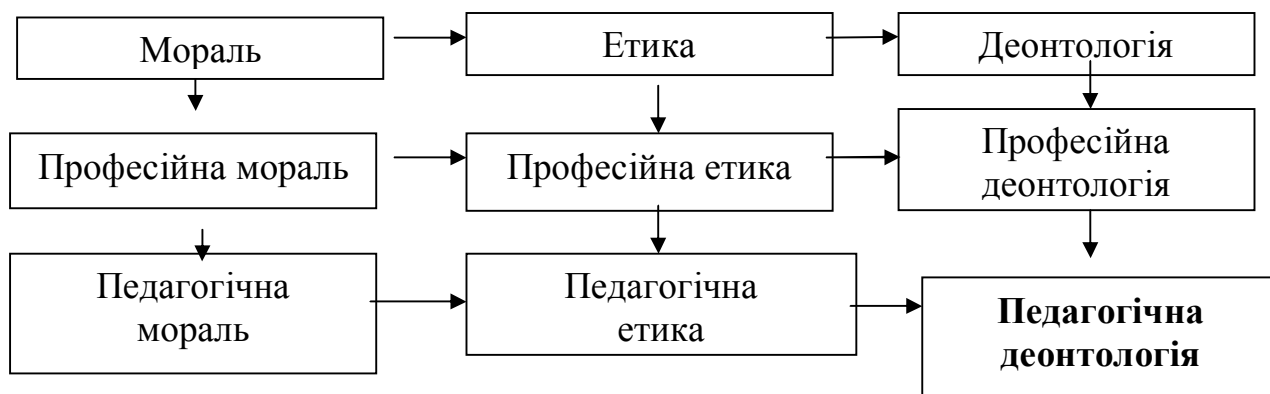 Мораль
Етика
Деонтологія
Професійна мораль
Професійна етика
Професійна
деонтологія
Педагогічна
мораль
Педагогічна
етика
Педагогічна
деонтологія